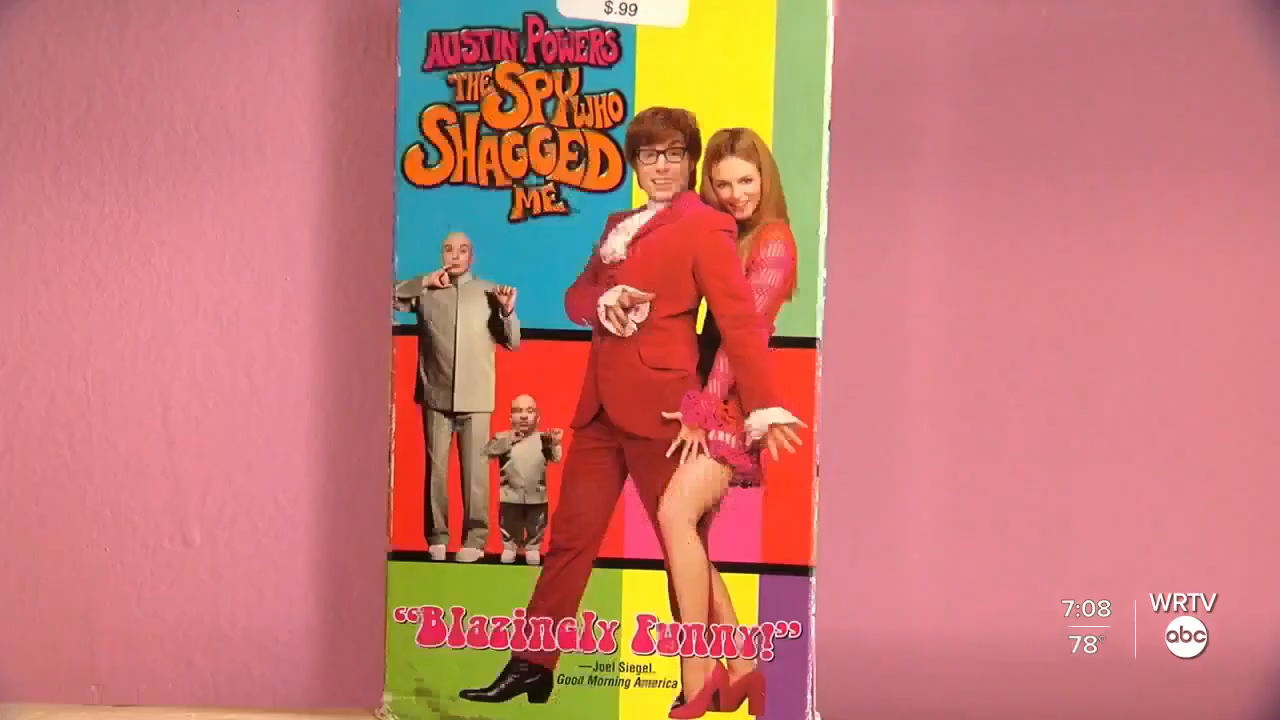 $.99
AUSTIN POWERS
THE SPY WHO
SHAGGED
ME
“Blazingly Funny!”
—Joel Siegel,
Good Morning America
7:08
78°
WRTV
abc